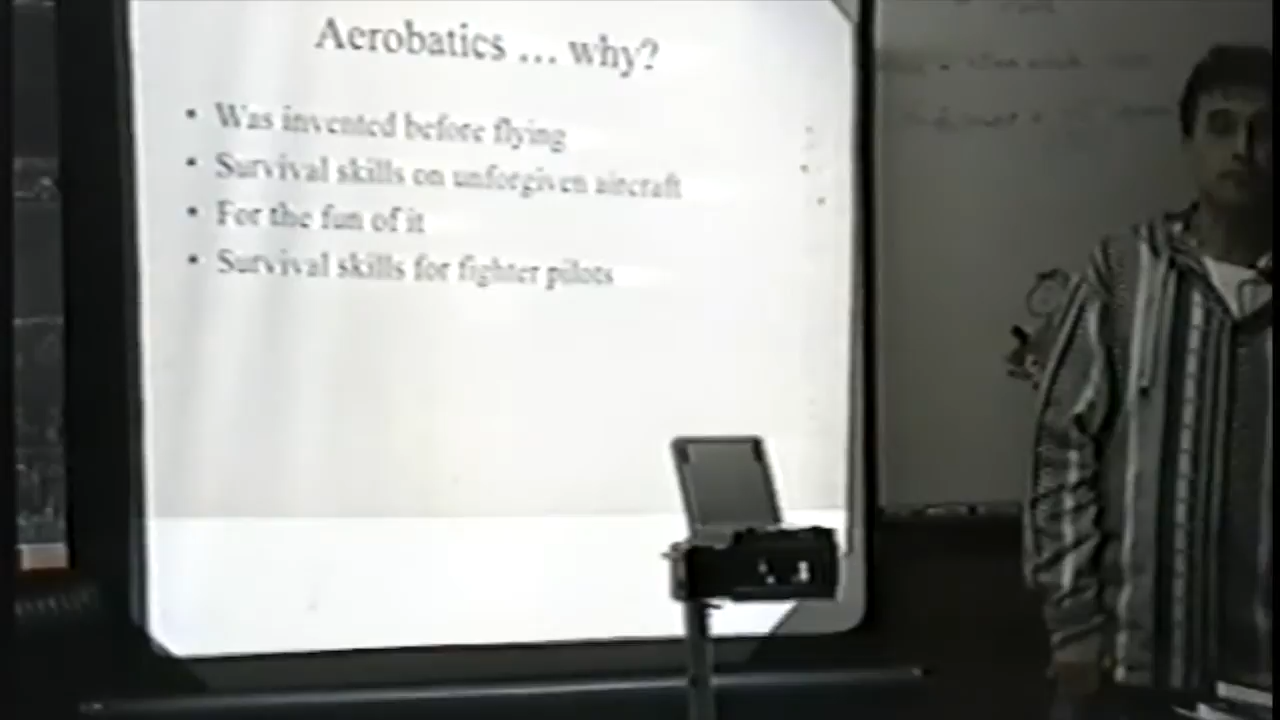 Aerobatics ... why?
• Was invented before flying
• Survival skills on unforgiven aircraft
• For the fun of it
• Survival skills for fighter pilots